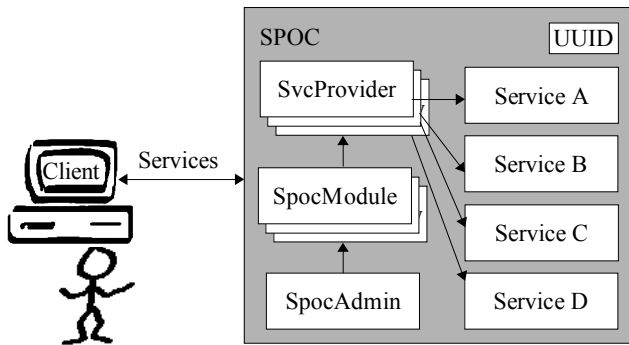 SPOC
UUID
SvcProvider
Service A
Client
Services
Service B
SpocModule
Service C
SpocAdmin
Service D